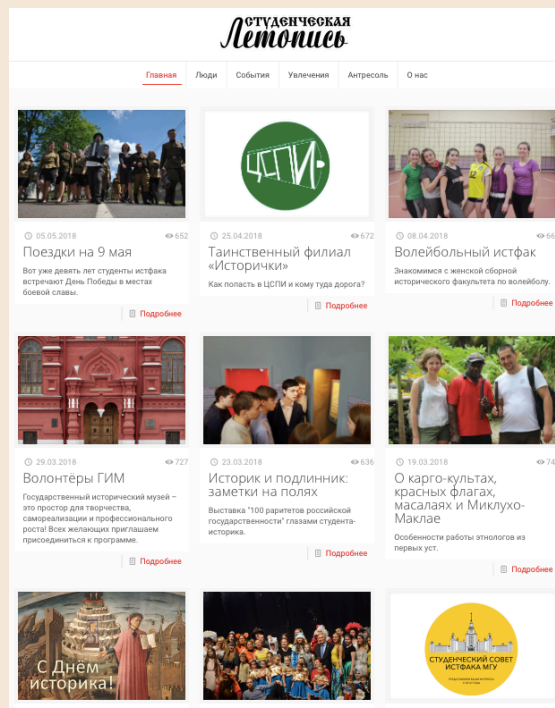 СТУДЕНЧЕСКАЯ
Летопись
Главная Люди События Увлечения Антресоль О нас
ЦСПИ
05.05.2018 652
Поездки на 9 мая
Вот уже девять лет студенты истфака
встречают День Победы в местах
боевой славы.
Подробнее
25.04.2018 672
Таинственный филиал
«Исторички»
Как попасть в ЦСПИ и кому туда дорога?
Подробнее
08.04.2018 66
Волейбольный истфак
Знакомимся с женской сборной
исторического факультета по волейболу.
Подробнее
29.03.2018 727
Волонтёры ГИМ
Государственный исторический музей –
это простор для творчества,
самореализации и профессионального
роста! Всех желающих приглашаем
присоединиться к программе.
Подробнее
23.03.2018 636
Историк и подлинник:
заметки на полях
Выставка "100 раритетов российской
государственности" глазами студента-
историка.
Подробнее
19.03.2018 74
О карго-культах,
красных флагах,
масалаях и Миклухо-
Маклае
Особенности работы этнологов из
первых уст.
Подробнее
С Днём
историка!
СТУДЕНЧЕСКИЙ СОВЕТ
ИСТФАКА МГУ